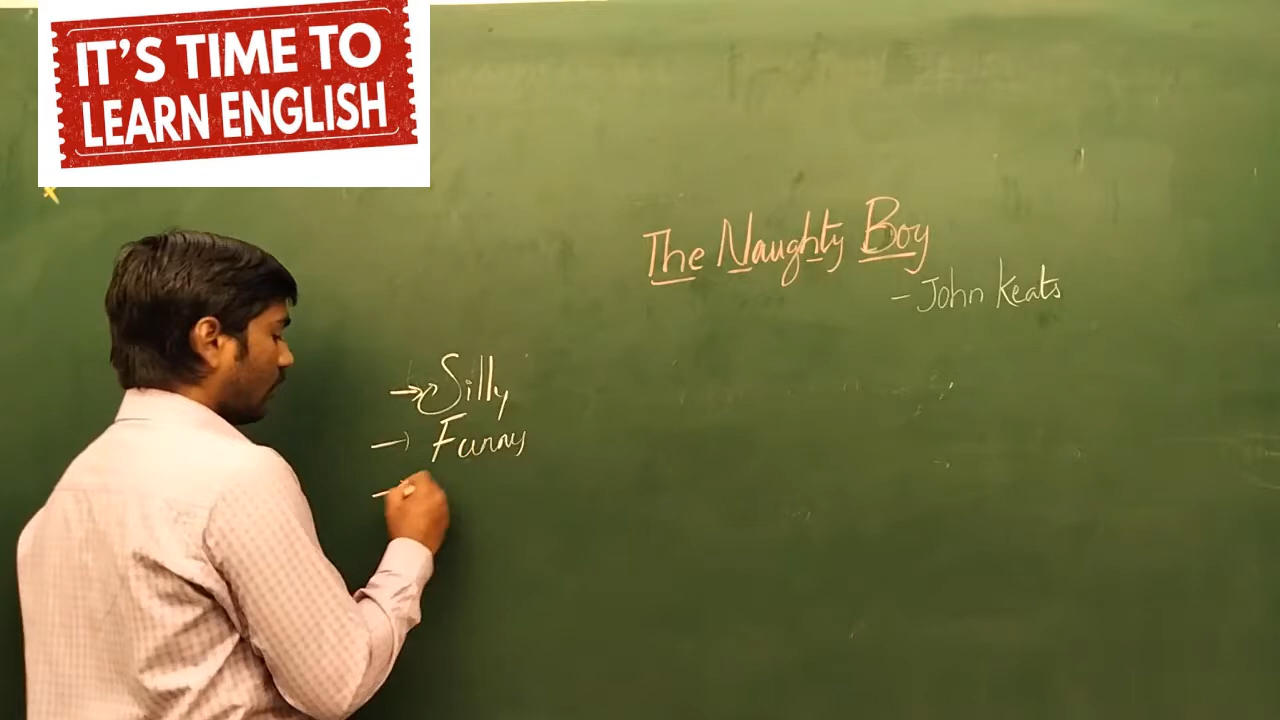 IT'S TIME TO
LEARN ENGLISH
The Naughty Boy
- John Keats
→ Silly
→ Funny